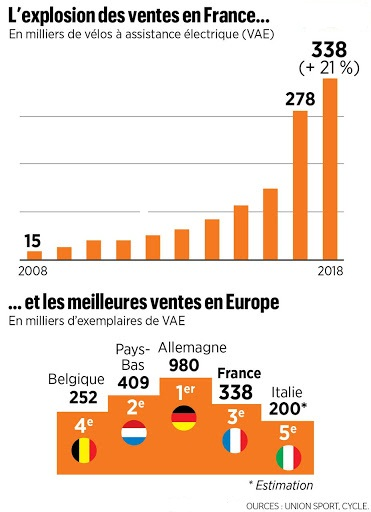 L'explosion des ventes en France...
En milliers de vélos à assistance électrique (VAE)
338
(+ 21 %)
278
15
2008
2018
... et les meilleures ventes en Europe
En milliers d'exemplaires de VAE
Allemagne
980
1er
Pays-
Bas
409
2e
France
338
3e
Belgique
252
4e
Italie
200*
5e
* Estimation
OURCES : UNION SPORT, CYCLE.